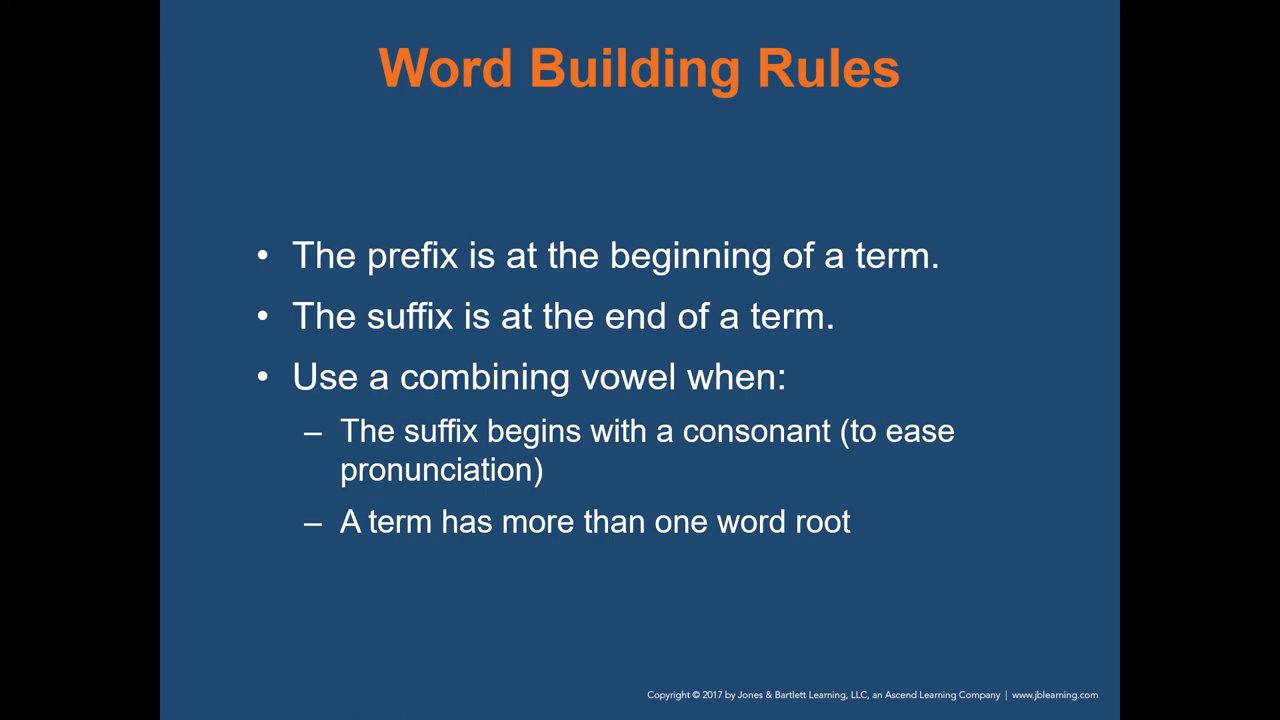 Word Building Rules
• The prefix is at the beginning of a term.
• The suffix is at the end of a term.
• Use a combining vowel when:
– The suffix begins with a consonant (to ease
pronunciation)
– A term has more than one word root
Copyright © 2017 by Jones & Bartlett Learning, LLC, an Ascend Learning Company | www.jblearning.com